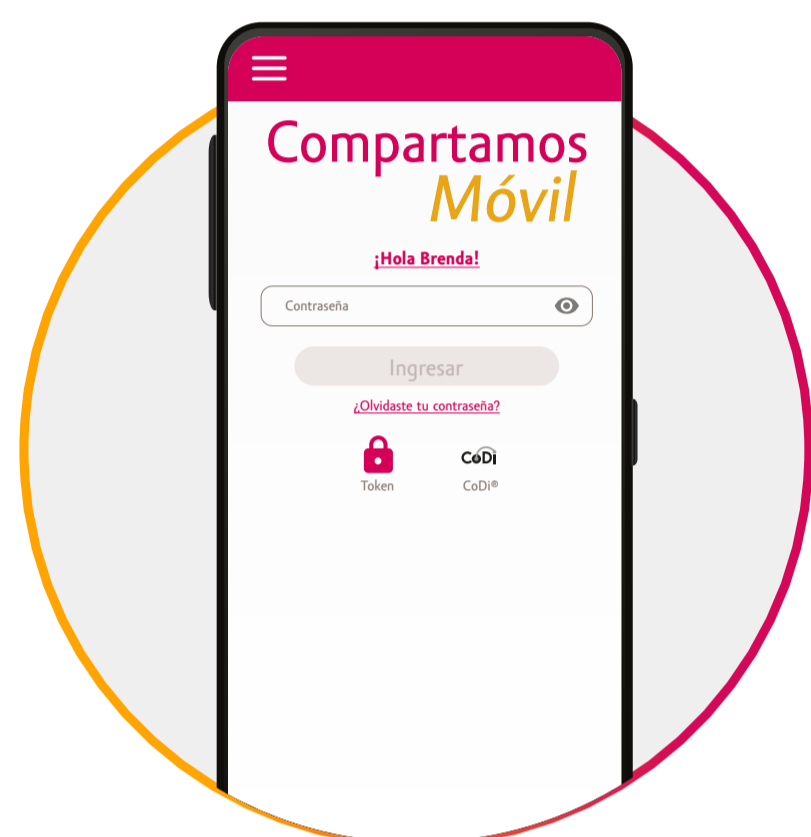 Compartamos
Móvil
¡Hola Brenda!
Contraseña
Ingresar
¿Olvidaste tu contraseña?
CoDi
Token
CoDi®